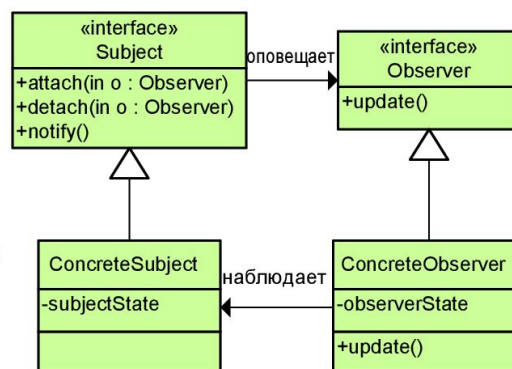 «interface»
Subject
+attach(in o : Observer)
+detach(in o : Observer)
+notify()
оповещает
«interface»
Observer
+update()
ConcreteSubject
-subjectState
наблюдает
ConcreteObserver
-observerState
+update()